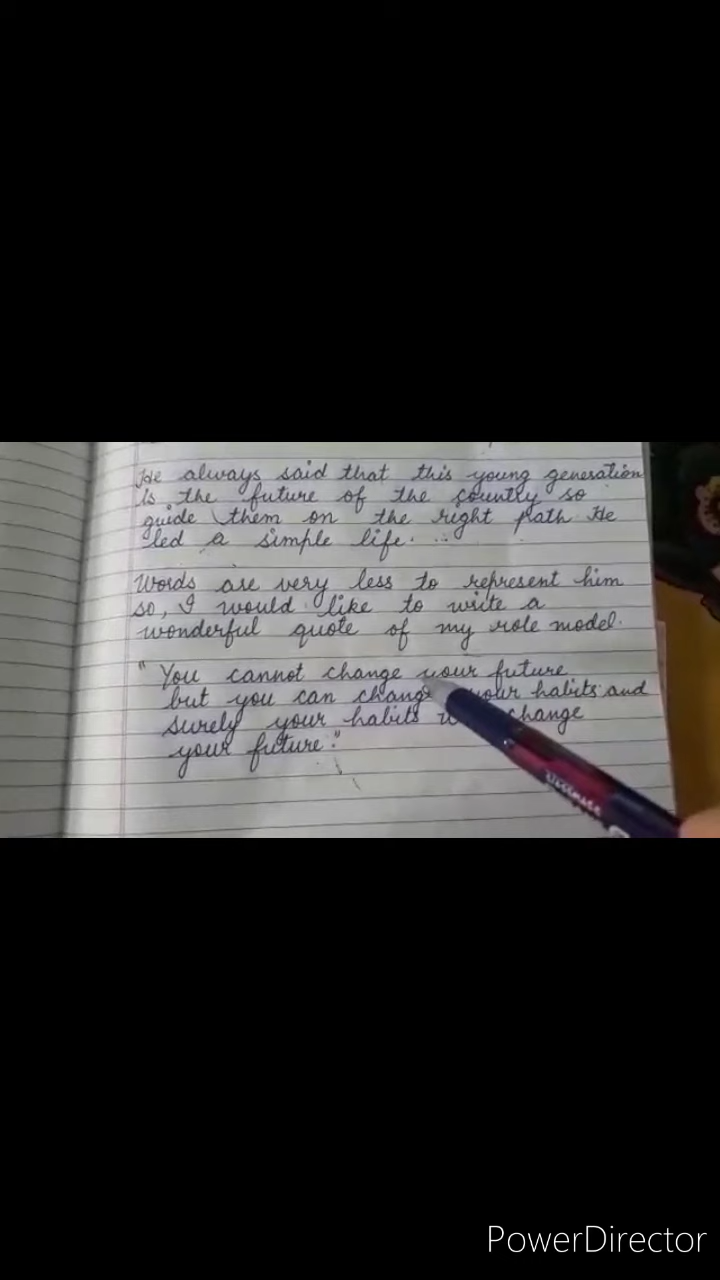 He always said that this young generation
is the future of the country so
guide them on the right path He
led a simple life.
Words are very less to represent him
so, I would like to write a
wonderful quote of my role model.
"You cannot change your future
but you can change your habits and
surely your habits change
your future."
PowerDirector